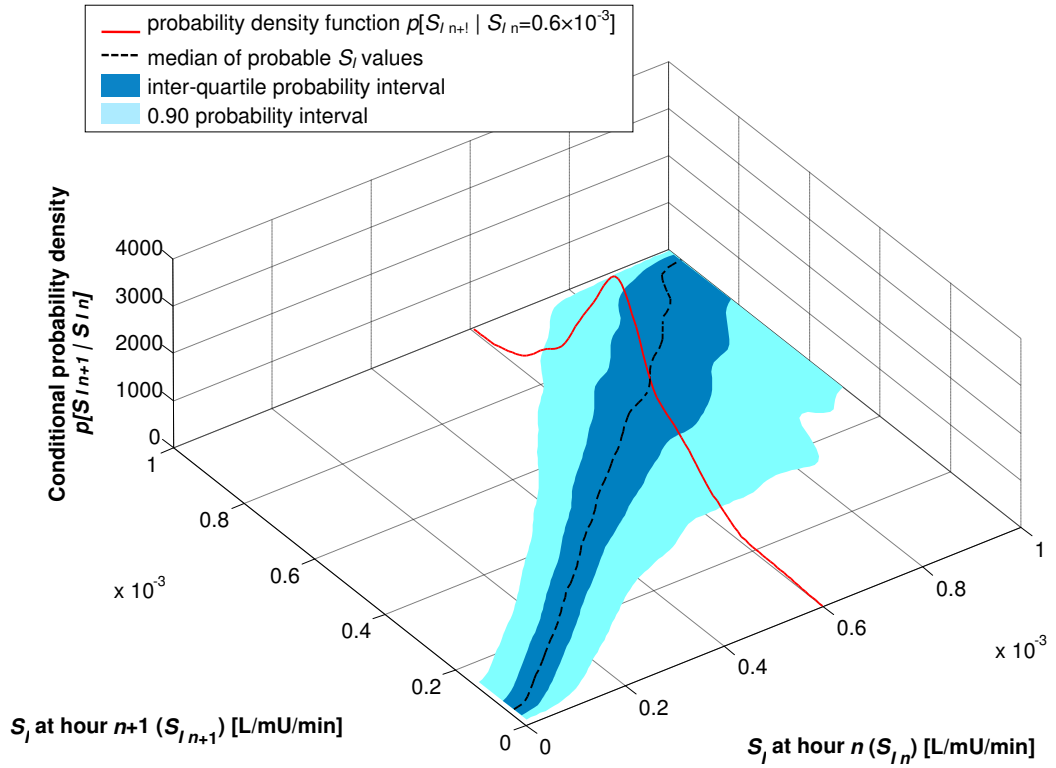 probability density function p[S_I n+! | S_I n=0.6×10^-3]
median of probable S_I values
inter-quartile probability interval
0.90 probability interval
Conditional probability density
p[S_I n+1 | S_I n]
4000
3000
2000
1000
0
1
0.8
0.6
0.4
0.2
0
x 10^-3
S_I at hour n+1 (S_I n+1) [L/mU/min]
0
0.2
0.4
0.6
0.8
1
x 10^-3
S_I at hour n (S_I n) [L/mU/min]